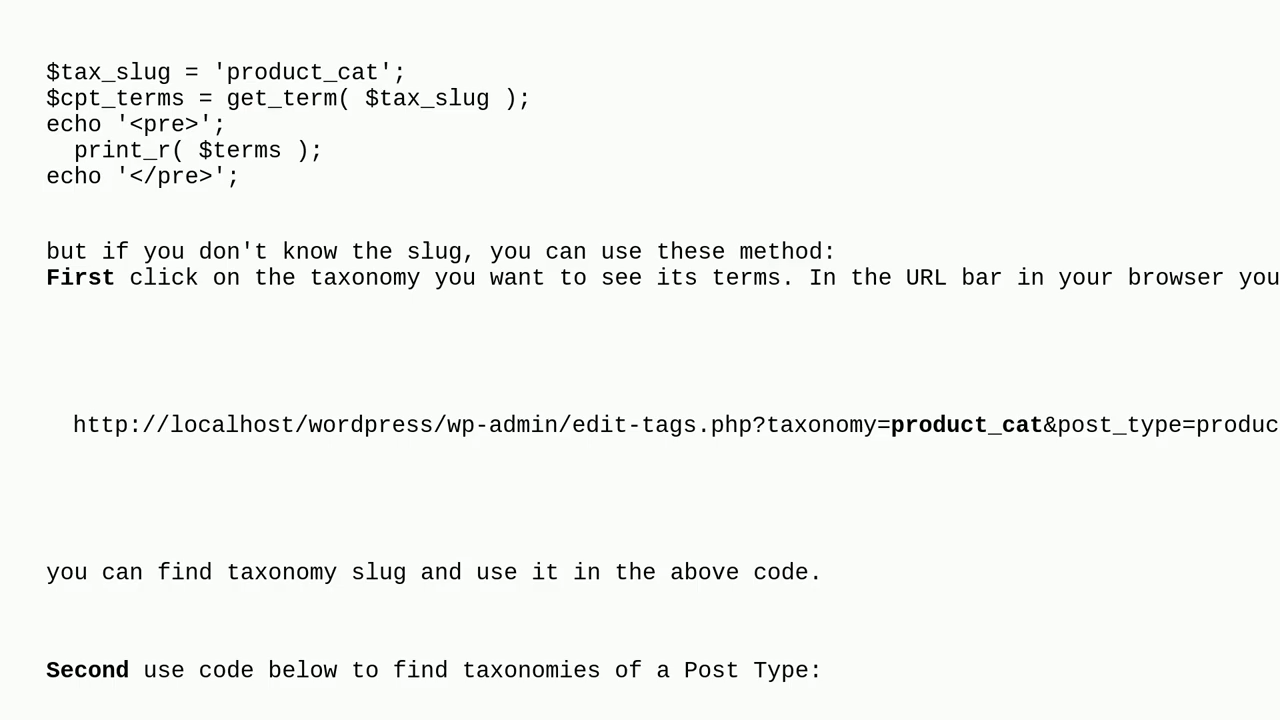 $tax_slug = 'product_cat';
$cpt_terms = get_term( $tax_slug );
echo '<pre>';
  print_r( $terms );
echo '</pre>';
but if you don't know the slug, you can use these method:
First click on the taxonomy you want to see its terms. In the URL bar in your browser you
http://localhost/wordpress/wp-admin/edit-tags.php?taxonomy=product_cat&post_type=produc
you can find taxonomy slug and use it in the above code.
Second use code below to find taxonomies of a Post Type: